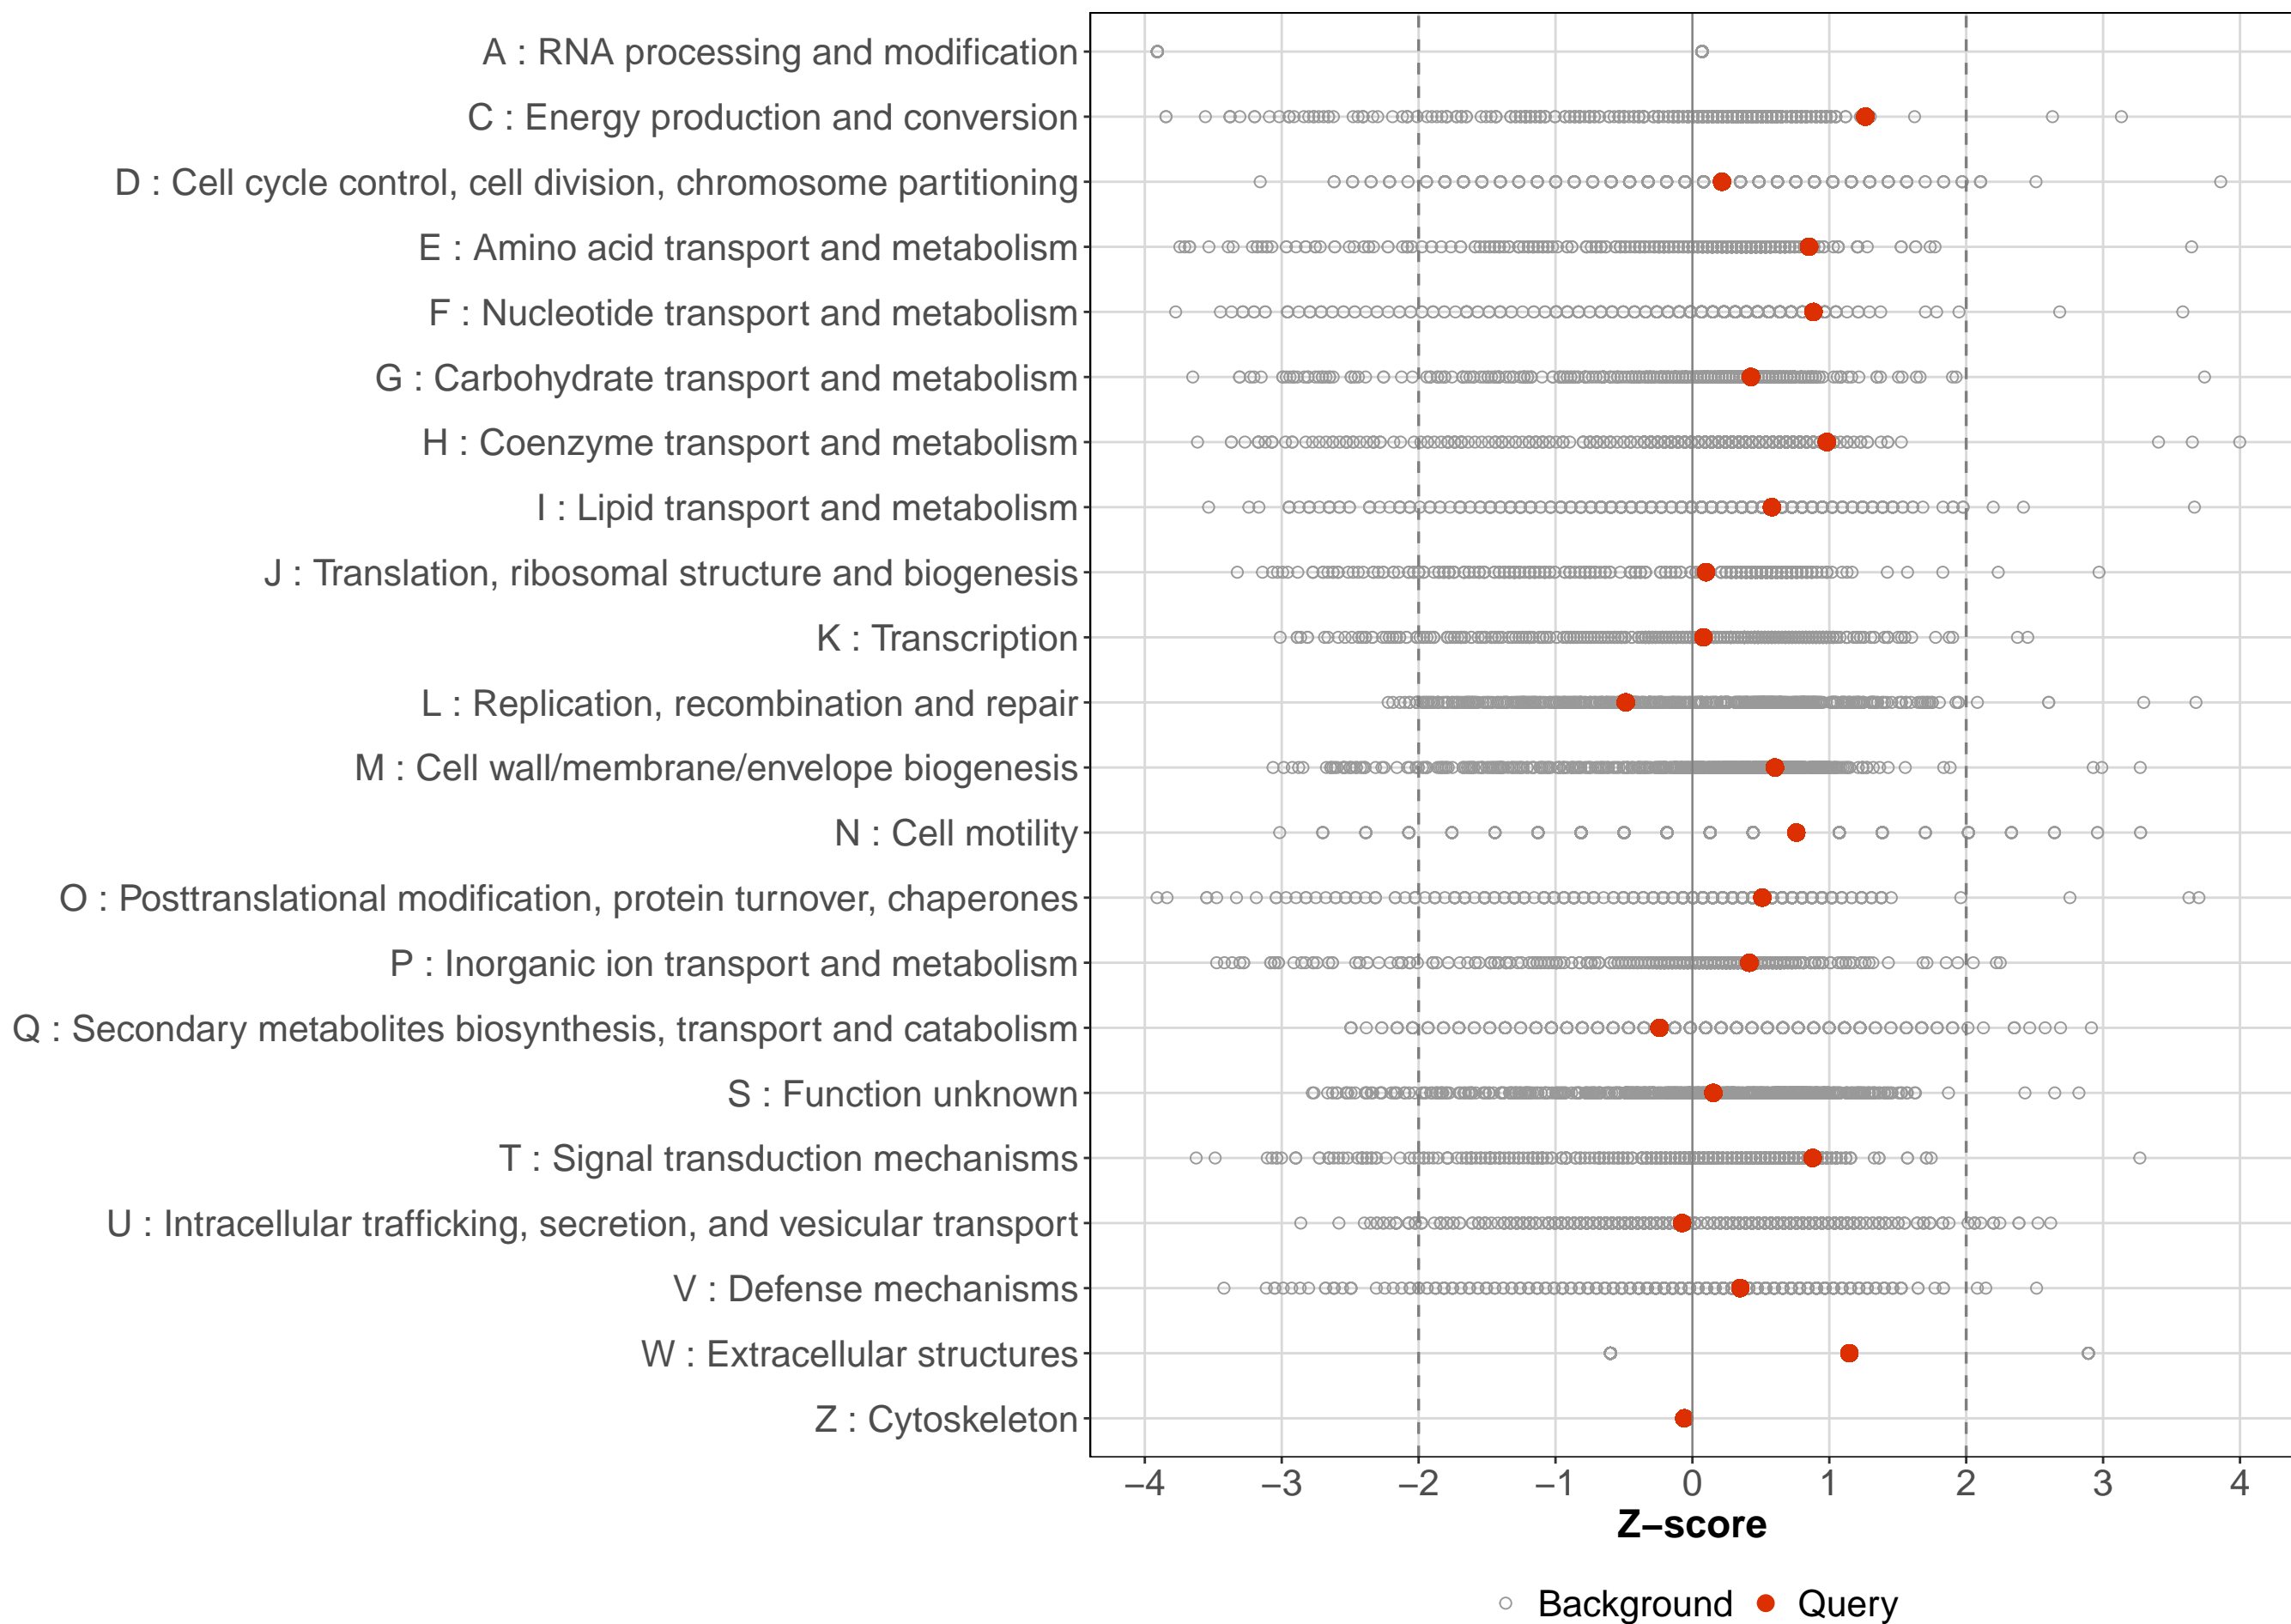 A : RNA processing and modification
C : Energy production and conversion
D : Cell cycle control, cell division, chromosome partitioning
E : Amino acid transport and metabolism
F : Nucleotide transport and metabolism
G : Carbohydrate transport and metabolism
H : Coenzyme transport and metabolism
I : Lipid transport and metabolism
J : Translation, ribosomal structure and biogenesis
K : Transcription
L : Replication, recombination and repair
M : Cell wall/membrane/envelope biogenesis
N : Cell motility
O : Posttranslational modification, protein turnover, chaperones
P : Inorganic ion transport and metabolism
Q : Secondary metabolites biosynthesis, transport and catabolism
S : Function unknown
T : Signal transduction mechanisms
U : Intracellular trafficking, secretion, and vesicular transport
V : Defense mechanisms
W : Extracellular structures
Z : Cytoskeleton
−4 −3 −2 −1 0 1 2 3 4
Z−score
Background Query